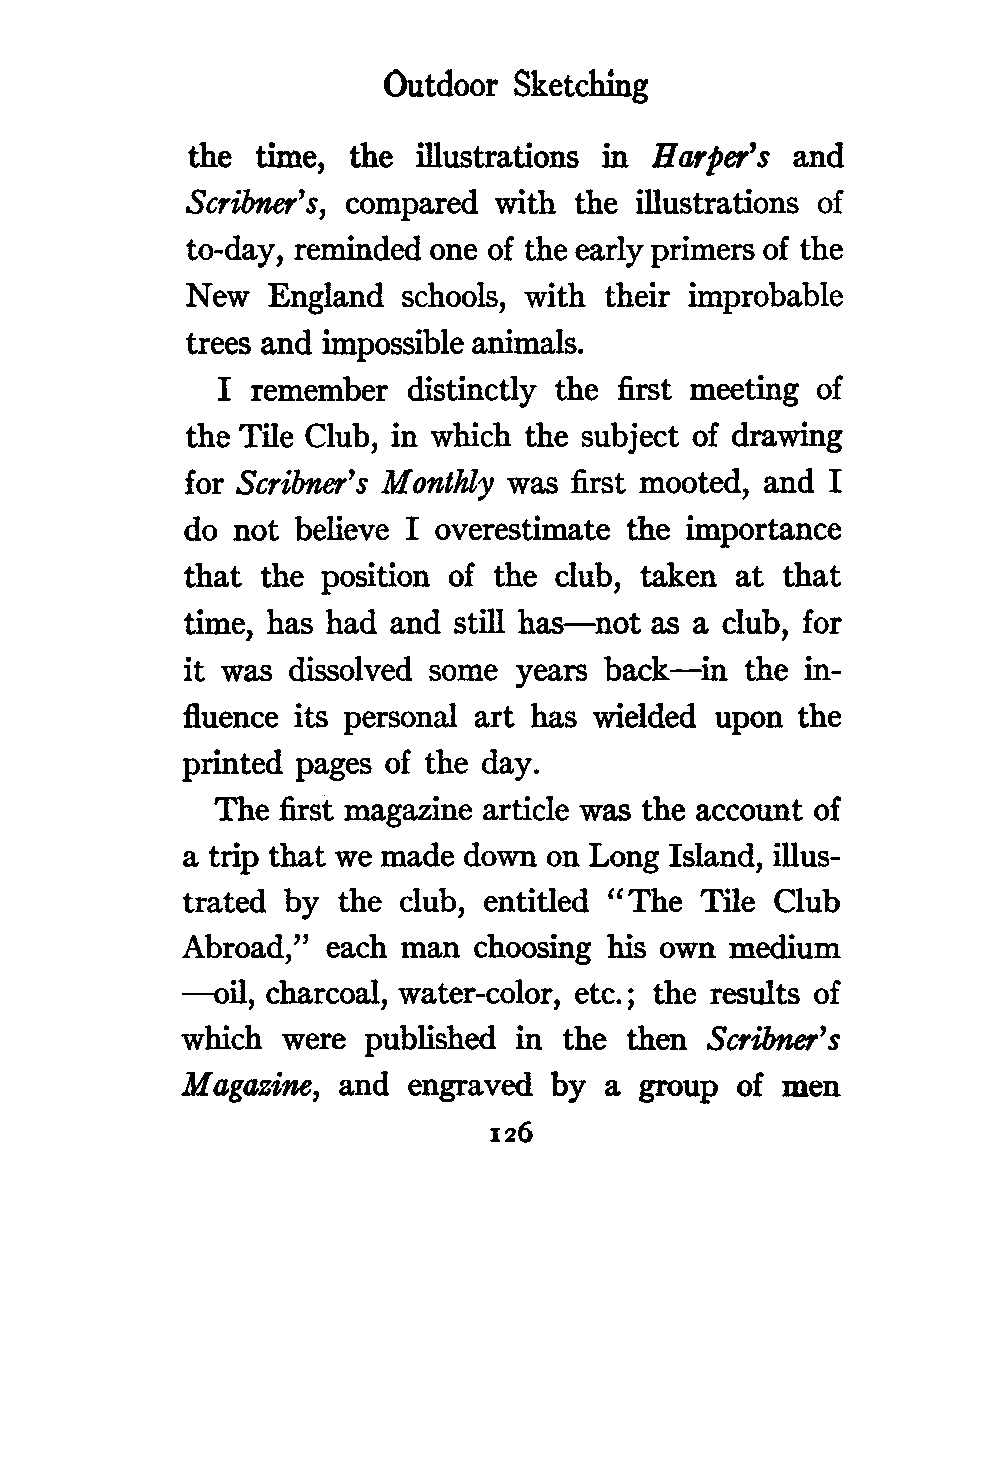 Outdoor Sketching
the time, the illustrations in Harper's and
Scribner's, compared with the illustrations of
to-day, reminded one of the early primers of the
New England schools, with their improbable
trees and impossible animals.
I remember distinctly the first meeting of
the Tile Club, in which the subject of drawing
for Scribner's Monthly was first mooted, and I
do not believe I overestimate the importance
that the position of the club, taken at that
time, has had and still has—not as a club, for
it was dissolved some years back—in the in-
fluence its personal art has wielded upon the
printed pages of the day.
The first magazine article was the account of
a trip that we made down on Long Island, illus-
trated by the club, entitled “The Tile Club
Abroad,” each man choosing his own medium
—oil, charcoal, water-color, etc.; the results of
which were published in the then Scribner's
Magazine, and engraved by a group of men
126